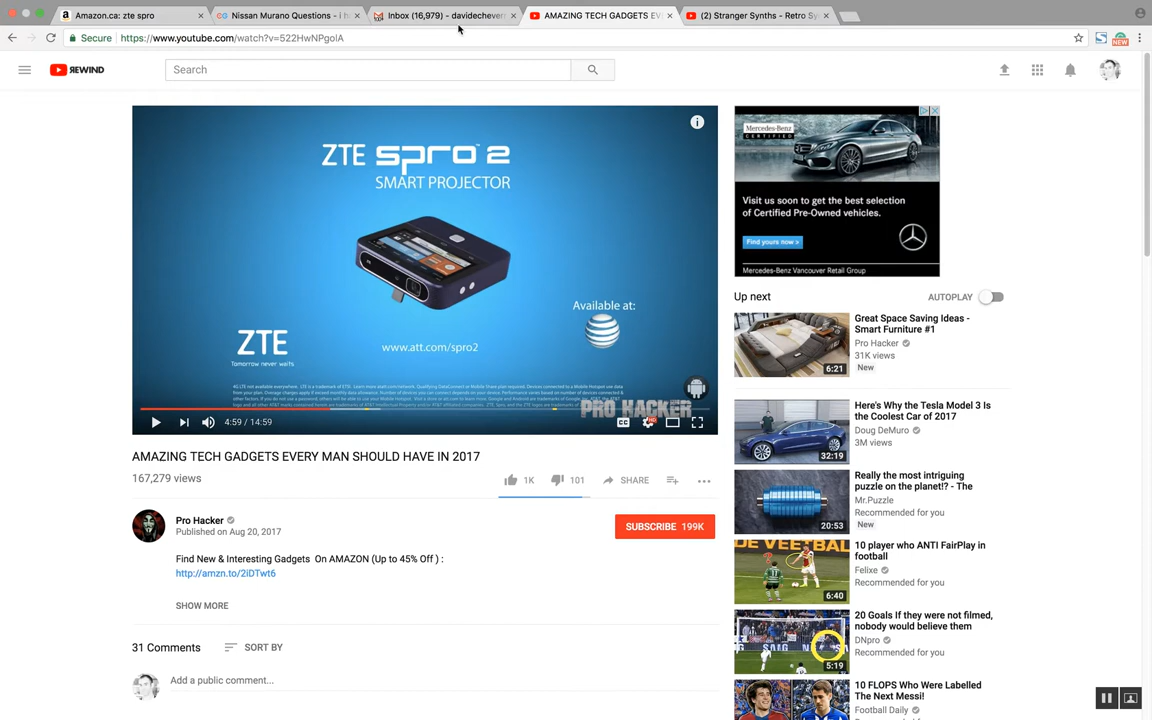 Amazon.ca: zte spro
Nissan Murano Questions - i h
Inbox (16,979) - davidecheverr
AMAZING TECH GADGETS EV
(2) Stranger Synths - Retro Sy
Secure
https://www.youtube.com/watch?v=522HwNPgoIA
NEW
REWIND
Search
ZTE spro 2
SMART PROJECTOR
Available at:
ZTE
Tomorrow never waits
www.att.com/spro2
PRO HACKER
CC
HD
4:59 / 14:59
AMAZING TECH GADGETS EVERY MAN SHOULD HAVE IN 2017
167,279 views
1K
101
SHARE
Pro Hacker
Published on Aug 20, 2017
SUBSCRIBE 199K
Find New & Interesting Gadgets On AMAZON (Up to 45% Off ) :
http://amzn.to/2iDTwt6
SHOW MORE
31 Comments
SORT BY
Add a public comment...
Mercedes-Benz
CERTIFIED
Visit us soon to get the best selection
of Certified Pre-Owned vehicles.
Find yours now >
Mercedes-Benz Vancouver Retail Group
Up next
AUTOPLAY
Great Space Saving Ideas -
Smart Furniture #1
Pro Hacker
31K views
New
6:21
Here's Why the Tesla Model 3 Is
the Coolest Car of 2017
Doug DeMuro
3M views
32:19
Really the most intriguing
puzzle on the planet!? - The
Mr.Puzzle
Recommended for you
New
20:53
10 player who ANTI FairPlay in
football
Felixe
Recommended for you
6:40
20 Goals If they were not filmed,
nobody would believe them
DNpro
Recommended for you
5:19
10 FLOPS Who Were Labelled
The Next Messi!
Football Daily